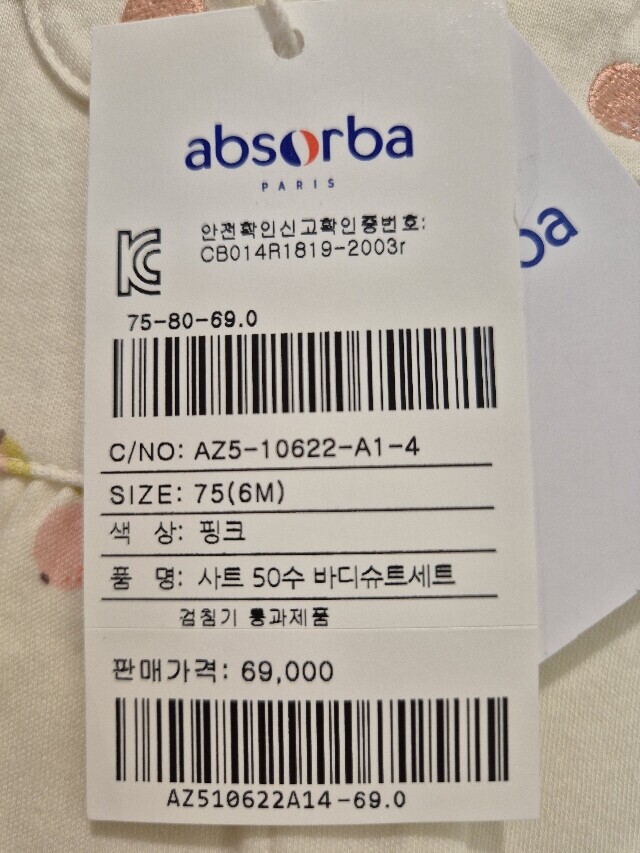 absorba
PARIS
안전확인신고확인증번호:
CB014R1819-2003r
75-80-69.0
C/NO: AZ5-10622-A1-4
SIZE: 75(6M)
색 상: 핑크
품 명: 사트 50수 바디슈트세트
검침기 통과제품
판매가격: 69,000
AZ510622A14-69.0
ba